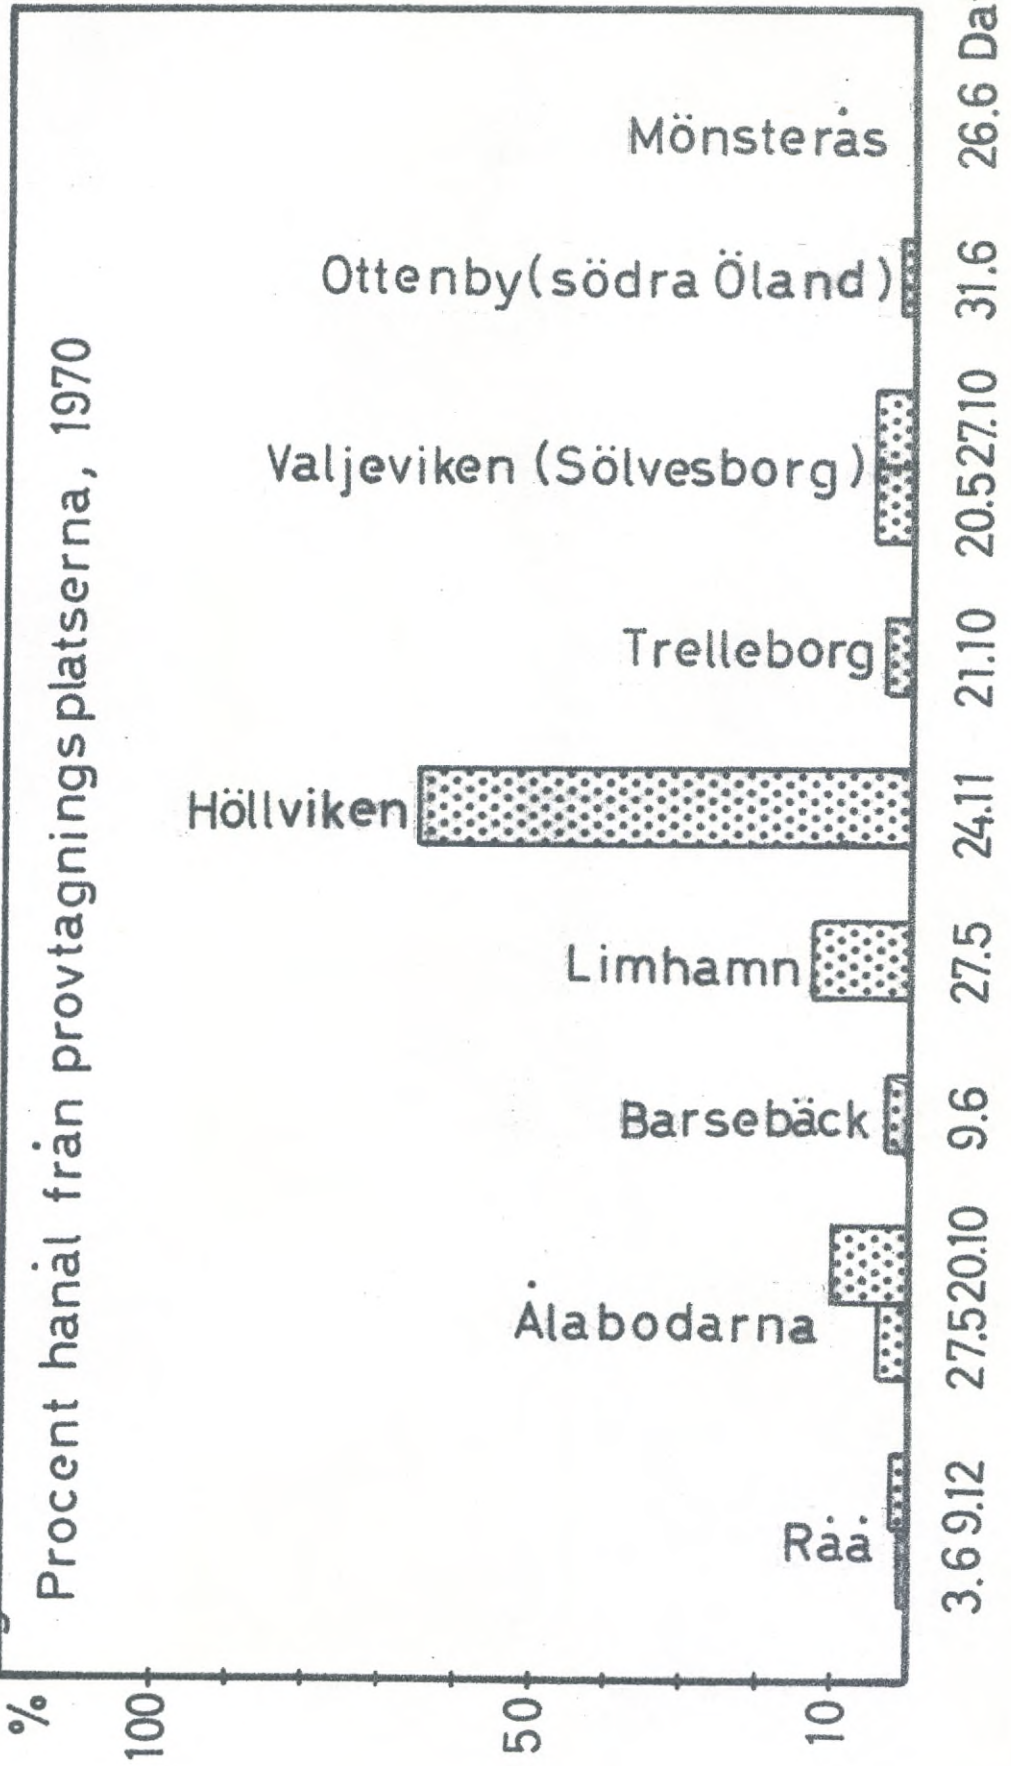 Procent hanål från provtagningsplatserna, 1970
%
100
50
10
Råå
Ålabodarna
Barsebäck
Limhamn
Höllviken
Trelleborg
Valjeviken (Sölvesborg)
Ottenby (södra Öland)
Mönsterås
3.6 9.12 27.5 20.10 9.6 27.5 24.11 21.10 20.5 27.10 31.6 26.6